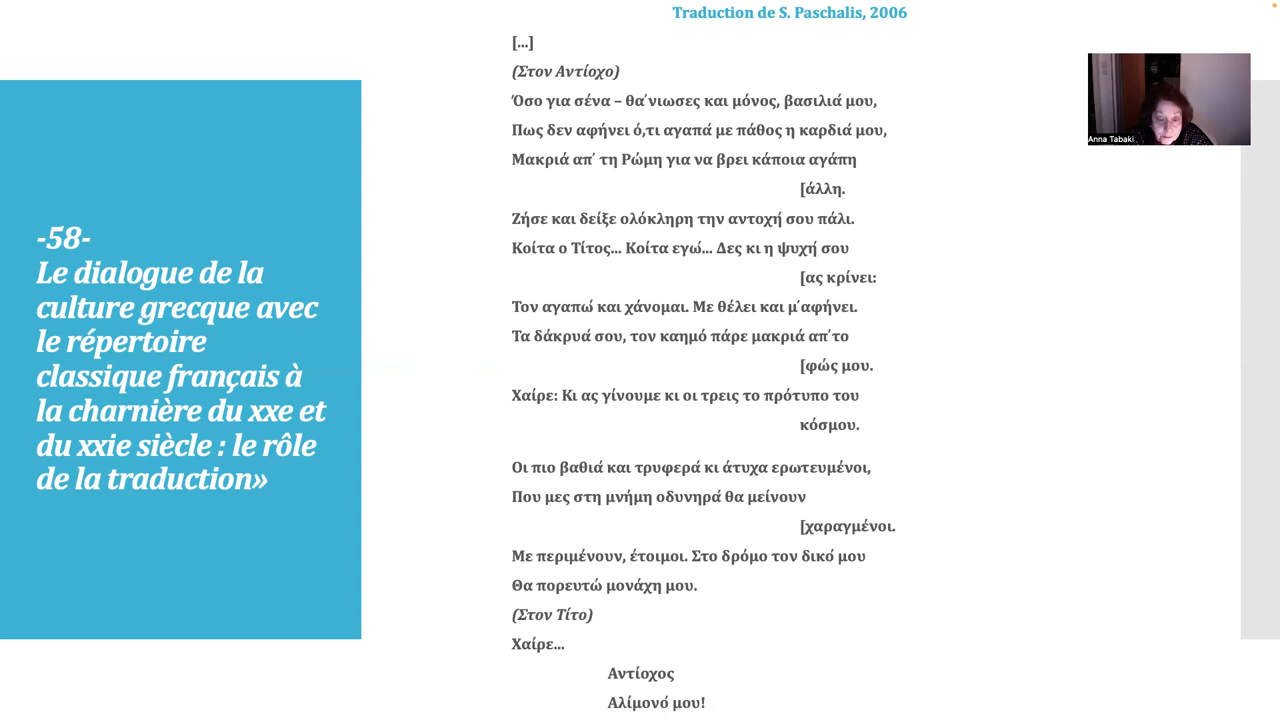 Traduction de S. Paschalis, 2006
[…]
(Στον Αντίοχο)
Όσο για σένα – θα΄νιωσες και μόνος, βασιλιά μου,
Πως δεν αφήνει ό,τι αγαπά με πάθος η καρδιά μου,
Μακριά απ΄ τη Ρώμη για να βρει κάποια αγάπη
[άλλη.
Ζήσε και δείξε ολόκληρη την αντοχή σου πάλι.
Κοίτα ο Τίτος… Κοίτα εγώ… Δες κι η ψυχή σου
[ας κρίνει:
Τον αγαπώ και χάνομαι. Με θέλει και μ΄αφήνει.
Τα δάκρυά σου, τον καημό πάρε μακριά απ΄το
[φώς μου.
Χαίρε: Κι ας γίνουμε κι οι τρεις το πρότυπο του
κόσμου.
Οι πιο βαθιά και τρυφερά κι άτυχα ερωτευμένοι,
Που μες στη μνήμη οδυνηρά θα μείνουν
[χαραγμένοι.
Με περιμένουν, έτοιμοι. Στο δρόμο τον δικό μου
Θα πορευτώ μονάχη μου.
(Στον Τίτο)
Χαίρε…
Αντίοχος
Αλίμονό μου!
-58-
Le dialogue de la
culture grecque avec
le répertoire
classique français à
la charnière du xxe et
du xxie siècle : le rôle
de la traduction»
Anna Tabaki